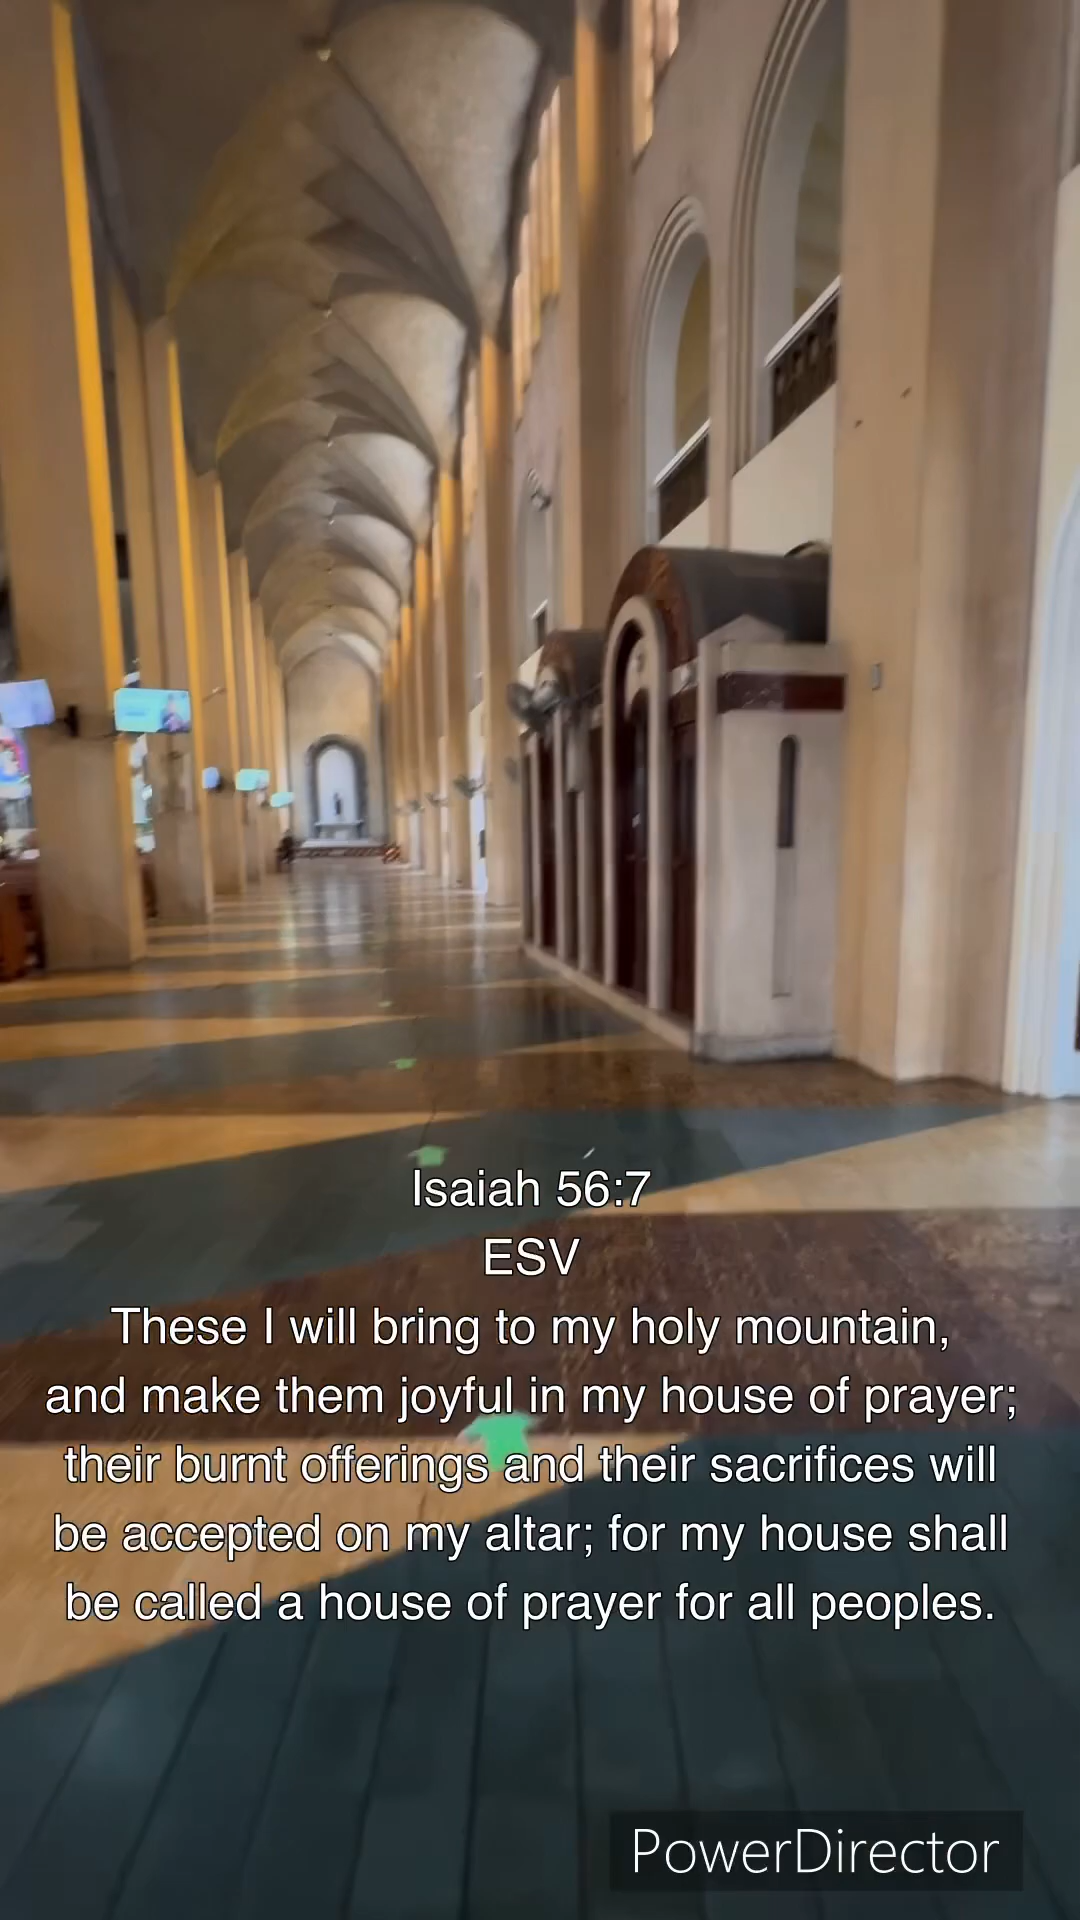 Isaiah 56:7
ESV
These I will bring to my holy mountain,
and make them joyful in my house of prayer;
their burnt offerings and their sacrifices will
be accepted on my altar; for my house shall
be called a house of prayer for all peoples.
PowerDirector